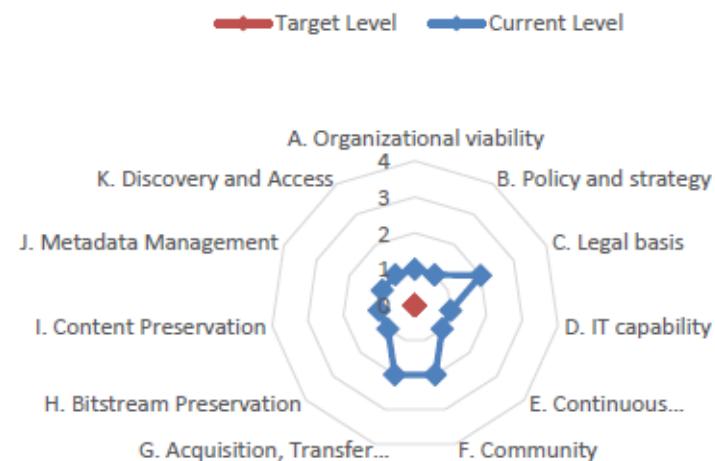 Target Level
Current Level
A. Organizational viability
4
K. Discovery and Access
B. Policy and strategy
3
J. Metadata Management
2
C. Legal basis
1
0
I. Content Preservation
D. IT capability
H. Bitstream Preservation
E. Continuous...
G. Acquisition, Transfer...
F. Community